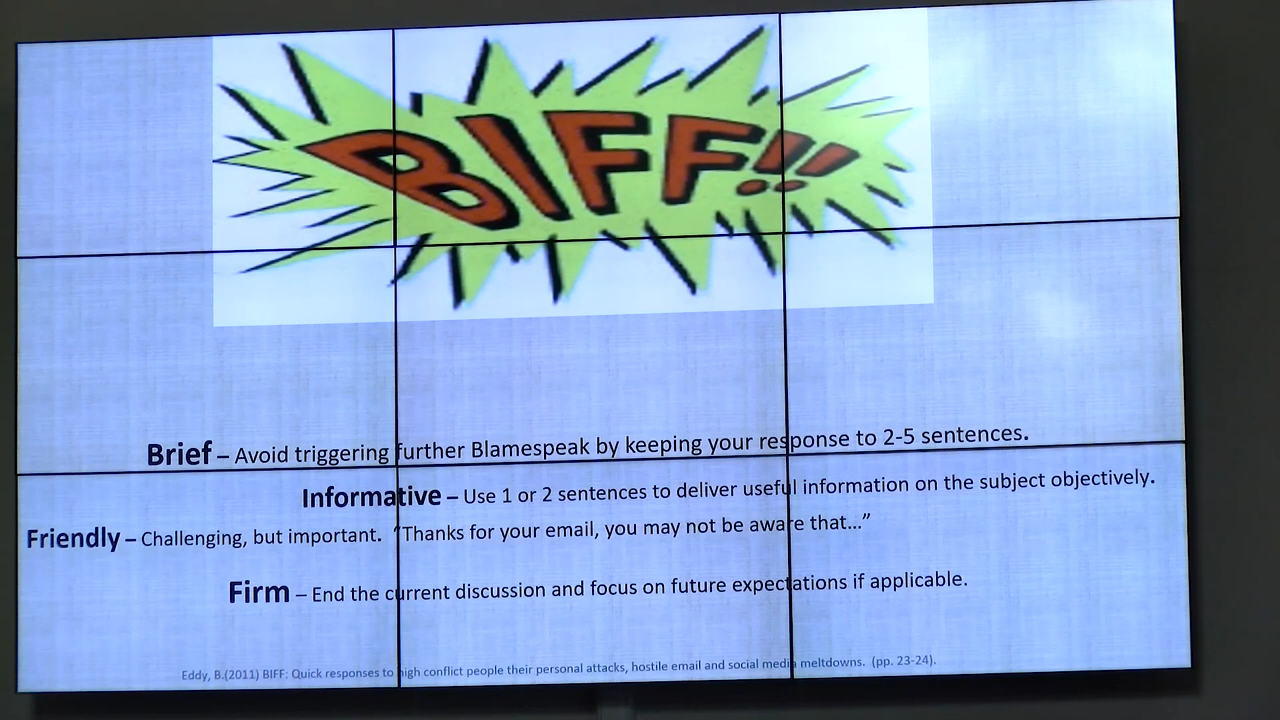 BIFF!!
Brief – Avoid triggering further Blamespeak by keeping your response to 2-5 sentences.
Informative – Use 1 or 2 sentences to deliver useful information on the subject objectively.
Friendly – Challenging, but important. “Thanks for your email, you may not be aware that…”
Firm – End the current discussion and focus on future expectations if applicable.
Eddy, B.(2011) BIFF: Quick responses to high conflict people their personal attacks, hostile email and social media meltdowns. (pp. 23-24).